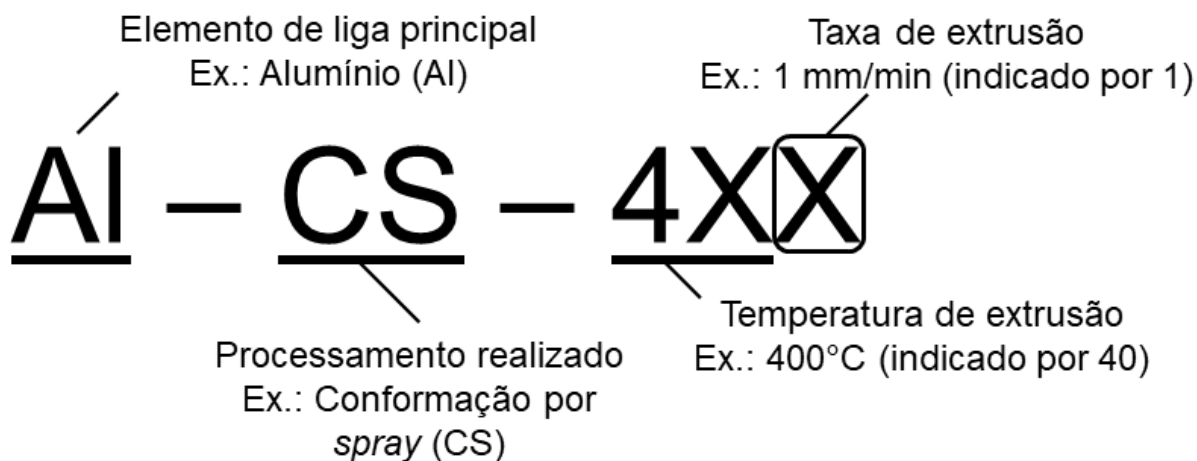 Elemento de liga principal
Ex.: Alumínio (Al)
Taxa de extrusão
Ex.: 1 mm/min (indicado por 1)
Al – CS – 4XX
Processamento realizado
Ex.: Conformação por
spray (CS)
Temperatura de extrusão
Ex.: 400°C (indicado por 40)